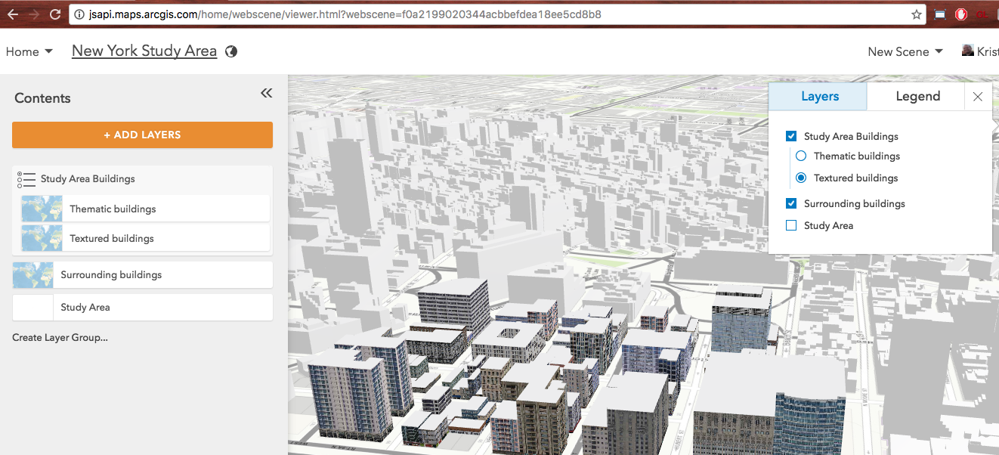 jsapi.maps.arcgis.com/home/webscene/viewer.html?webscene=f0a2199020344acbbefdea18ee5cd8b8
GL
Home
New York Study Area
New Scene
Krist
Contents
+ ADD LAYERS
Study Area Buildings
Thematic buildings
Textured buildings
Surrounding buildings
Study Area
Create Layer Group...
Layers
Legend
Study Area Buildings
Thematic buildings
Textured buildings
Surrounding buildings
Study Area